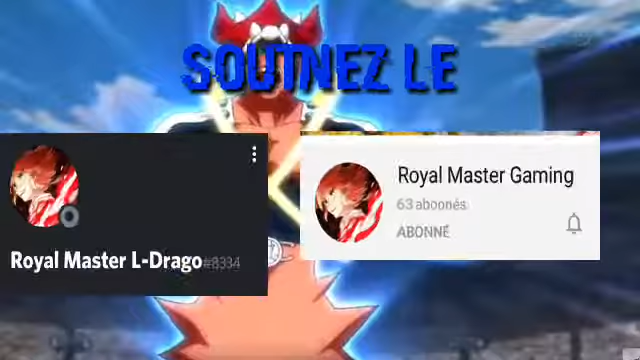 SOUTNEZ LE
Royal Master L-Drago#8334
Royal Master Gaming
63 abonnés
ABONNÉ